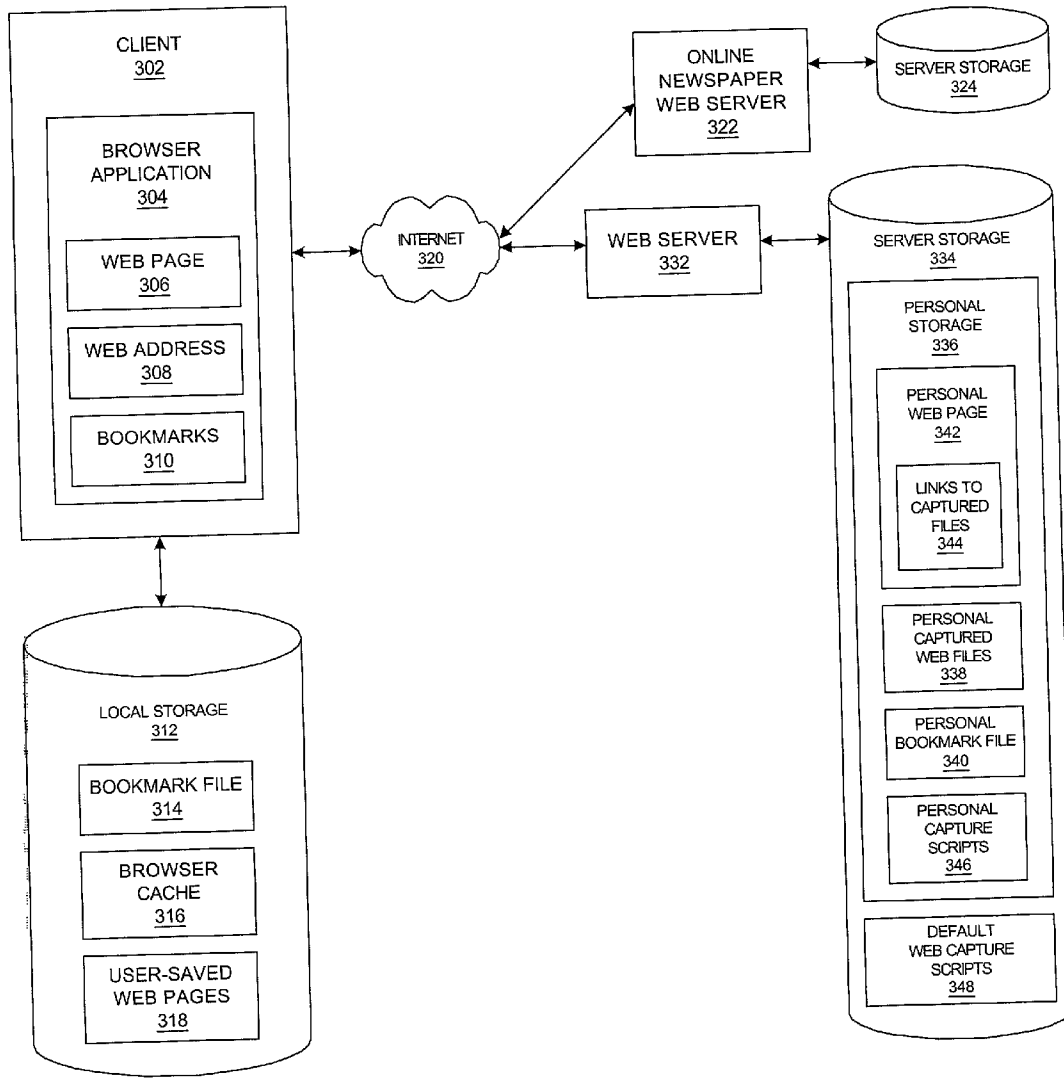 CLIENT
302
BROWSER
APPLICATION
304
WEB PAGE
306
WEB ADDRESS
308
BOOKMARKS
310
LOCAL STORAGE
312
BOOKMARK FILE
314
BROWSER
CACHE
316
USER-SAVED
WEB PAGES
318
INTERNET
320
ONLINE
NEWSPAPER
WEB SERVER
322
SERVER STORAGE
324
WEB SERVER
332
SERVER STORAGE
334
PERSONAL
STORAGE
336
PERSONAL
WEB PAGE
342
LINKS TO
CAPTURED
FILES
344
PERSONAL
CAPTURED
WEB FILES
338
PERSONAL
BOOKMARK FILE
340
PERSONAL
CAPTURE
SCRIPTS
346
DEFAULT
WEB CAPTURE
SCRIPTS
348